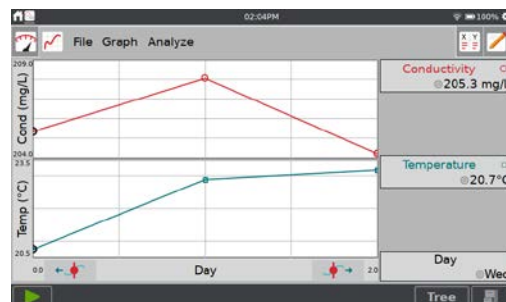 02:04PM
100%
File Graph Analyze
X Y
209.0
Cond (mg/L)
204.0
Conductivity
205.3 mg/L
23.5
Temp (°C)
20.5
Temperature
20.7°C
0.0
Day
2.0
Day
Wed
Tree